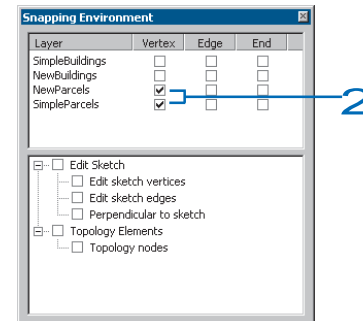 Snapping Environment
Layer Vertex Edge End
SimpleBuildings
NewBuildings
NewParcels
SimpleParcels
2
Edit Sketch
Edit sketch vertices
Edit sketch edges
Perpendicular to sketch
Topology Elements
Topology nodes